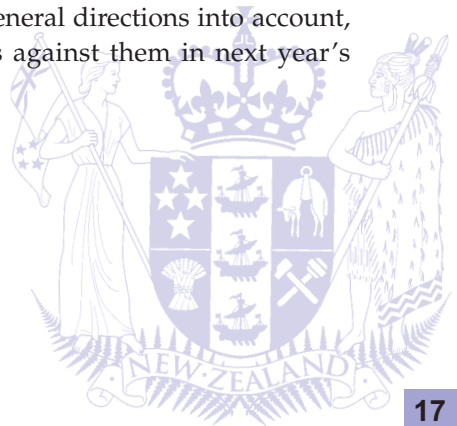 eneral directions into account,
s against them in next year's
NEW·ZEALAND
17